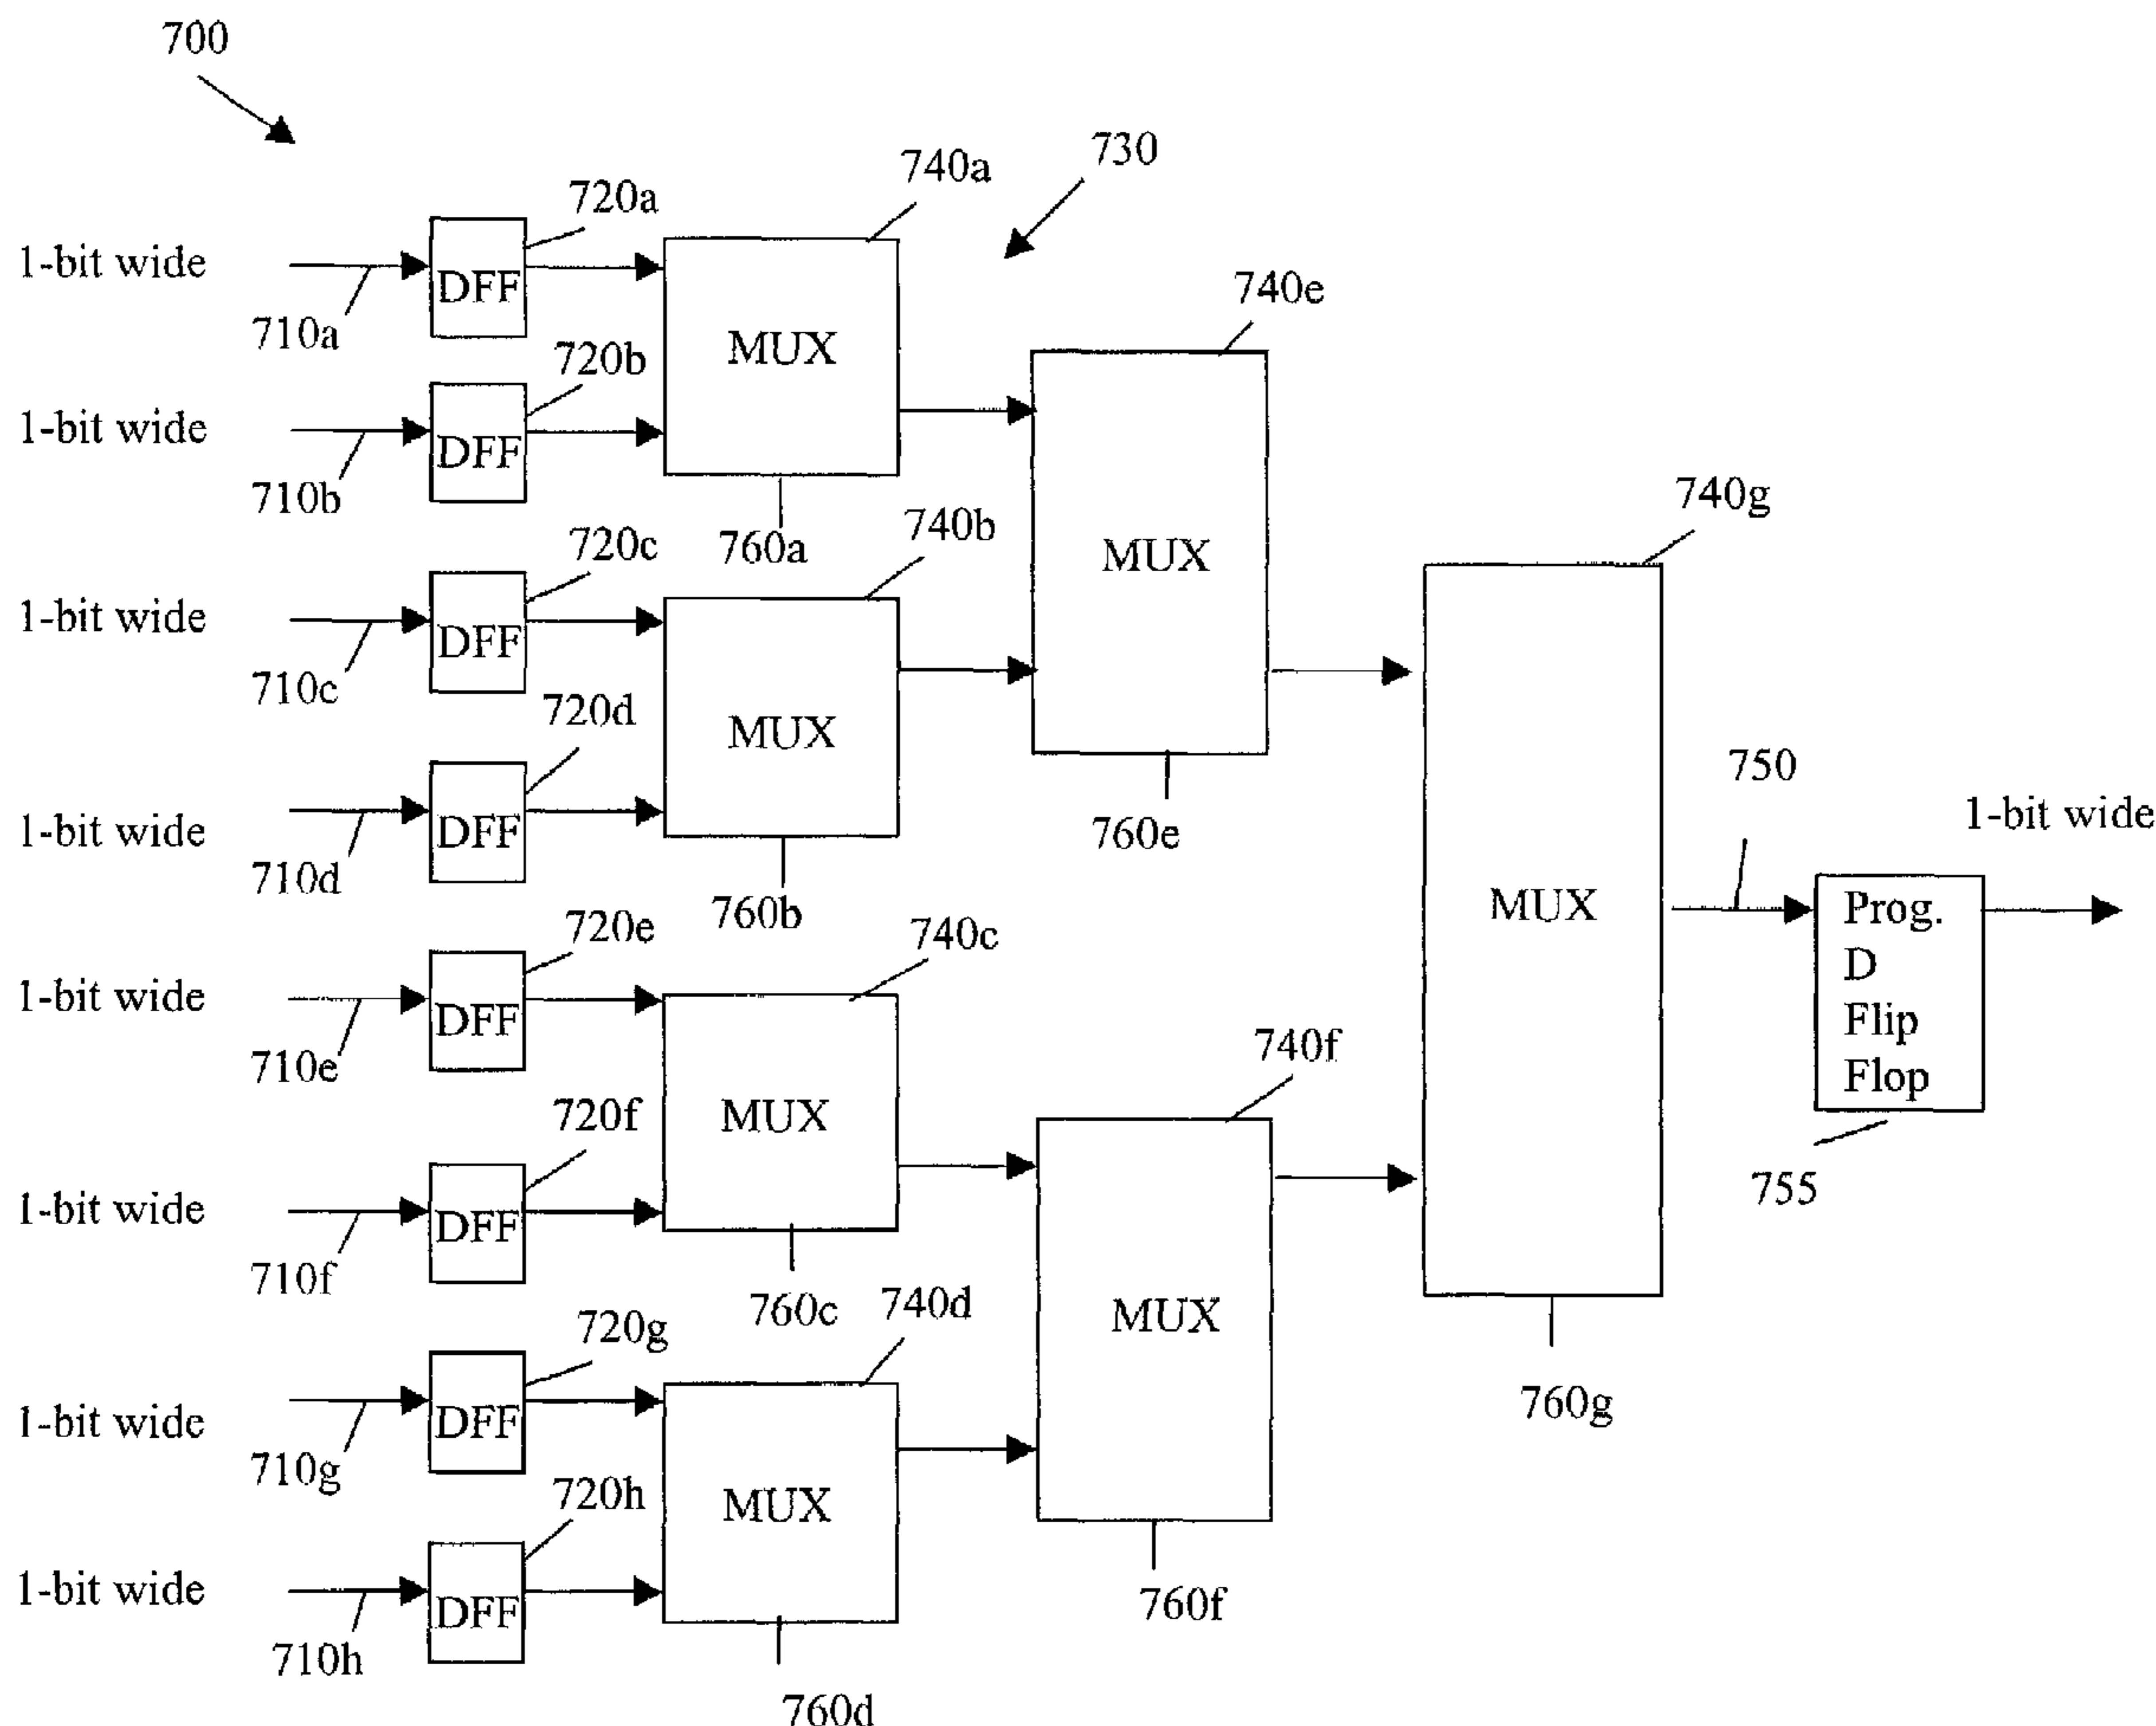 700
730
740a
720a
1-bit wide
DFF
710a
MUX
740e
720b
1-bit wide
DFF
710b
760a
740b
740g
720c
MUX
1-bit wide
DFF
710c
720d
MUX
750
1-bit wide
1-bit wide
DFF
710d
760e
760b
720e
740c
MUX
Prog.
D
Flip
Flop
1-bit wide
DFF
710e
740f
720f
MUX
755
1-bit wide
DFF
710f
760c
740d
MUX
720g
760g
1-bit wide
DFF
710g
720h
MUX
1-bit wide
DFF
760f
710h
760d